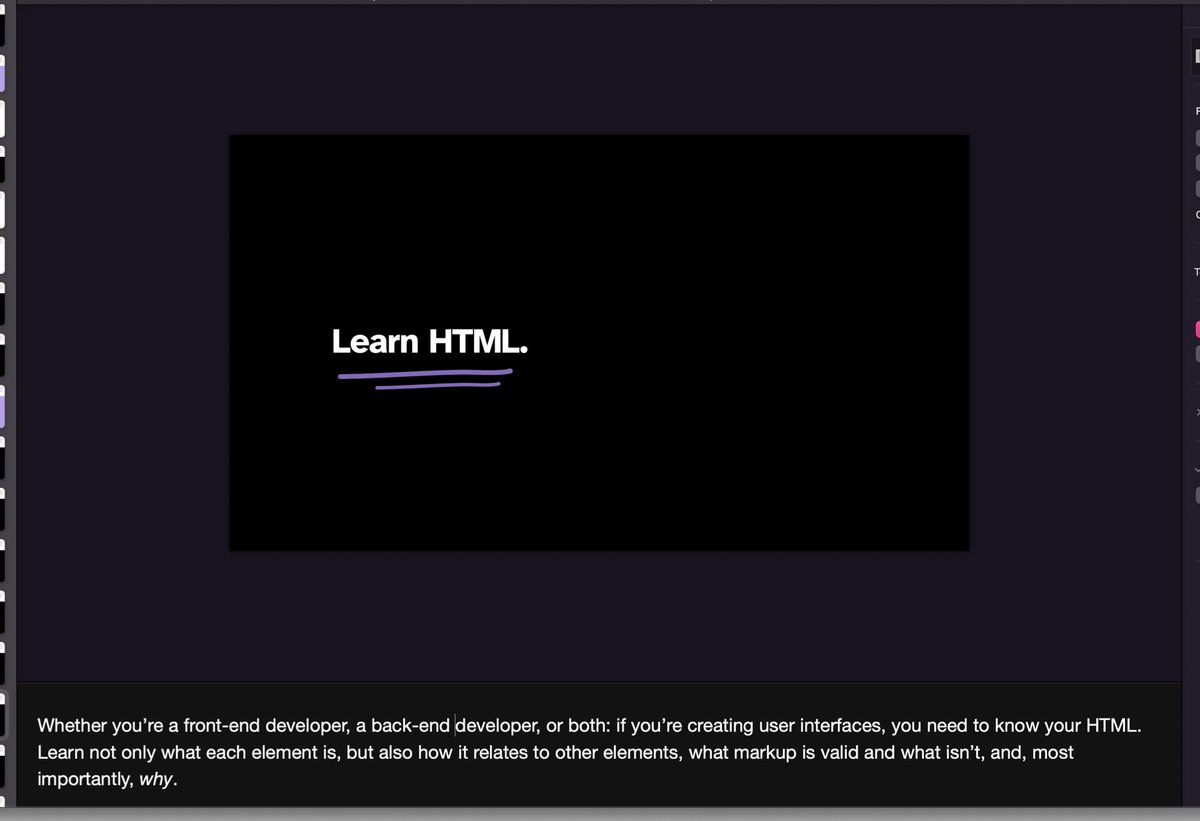 Learn HTML.
Whether you’re a front-end developer, a back-end developer, or both: if you’re creating user interfaces, you need to know your HTML.
Learn not only what each element is, but also how it relates to other elements, what markup is valid and what isn’t, and, most
importantly, why.